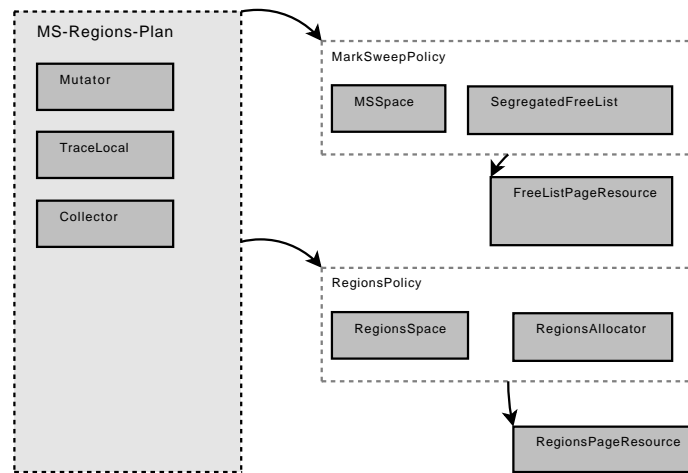 MS-Regions-Plan
Mutator
TraceLocal
Collector
MarkSweepPolicy
MSSpace
SegregatedFreeList
FreeListPageResource
RegionsPolicy
RegionsSpace
RegionsAllocator
RegionsPageResource